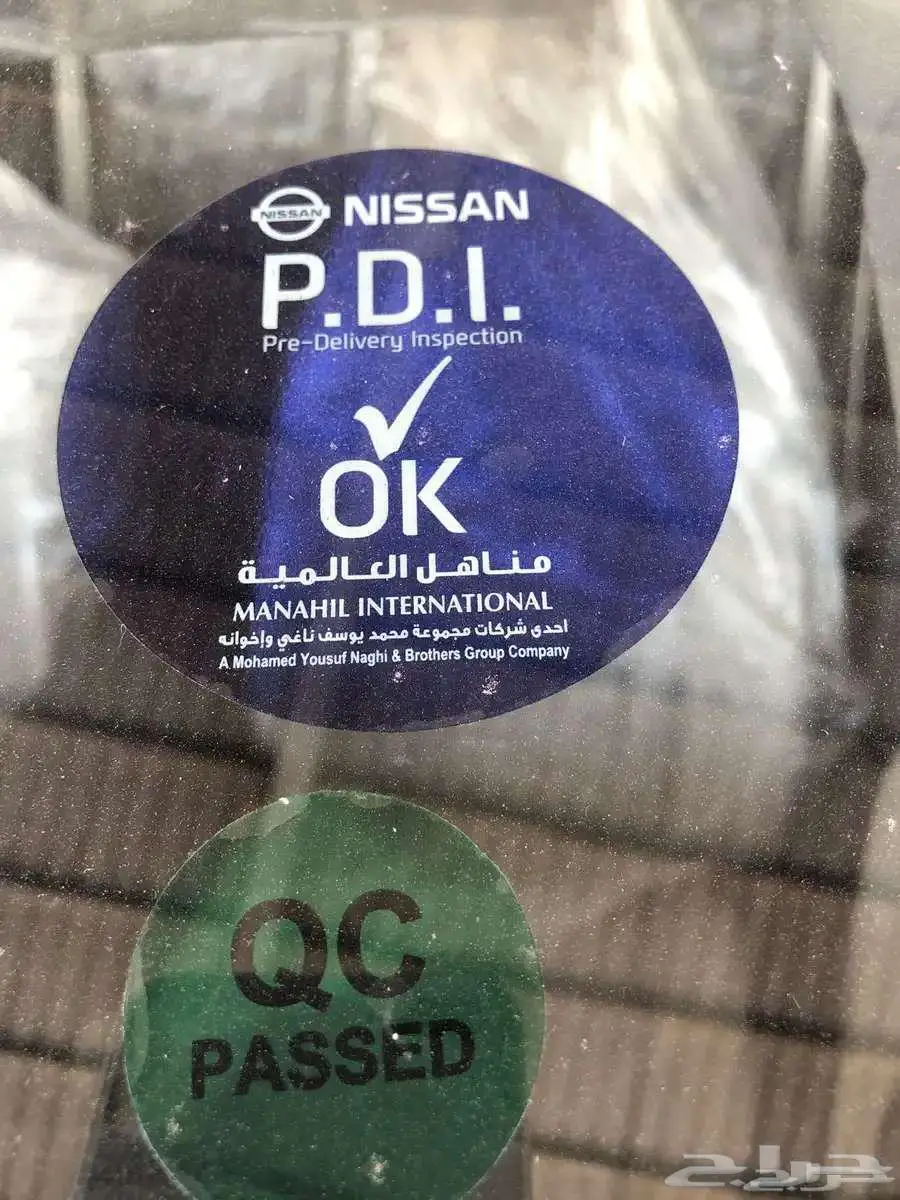 NISSAN NISSAN
P.D.I.
Pre-Delivery Inspection
OK
مناهل العالمية
MANAHIL INTERNATIONAL
احدى شركات مجموعة محمد يوسف ناغي وإخوانه
A Mohamed Yousuf Naghi & Brothers Group Company
QC
PASSED
حراج